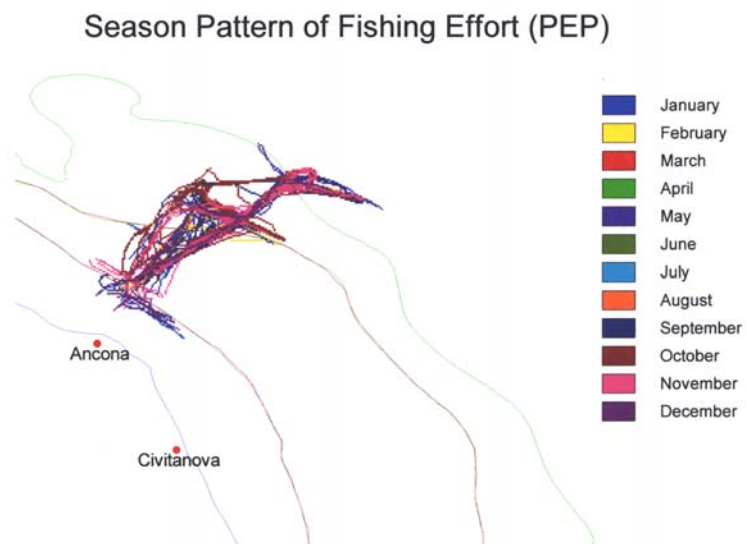 Season Pattern of Fishing Effort (PEP)
January
February
March
April
May
June
July
August
September
October
November
December
Ancona
Civitanova